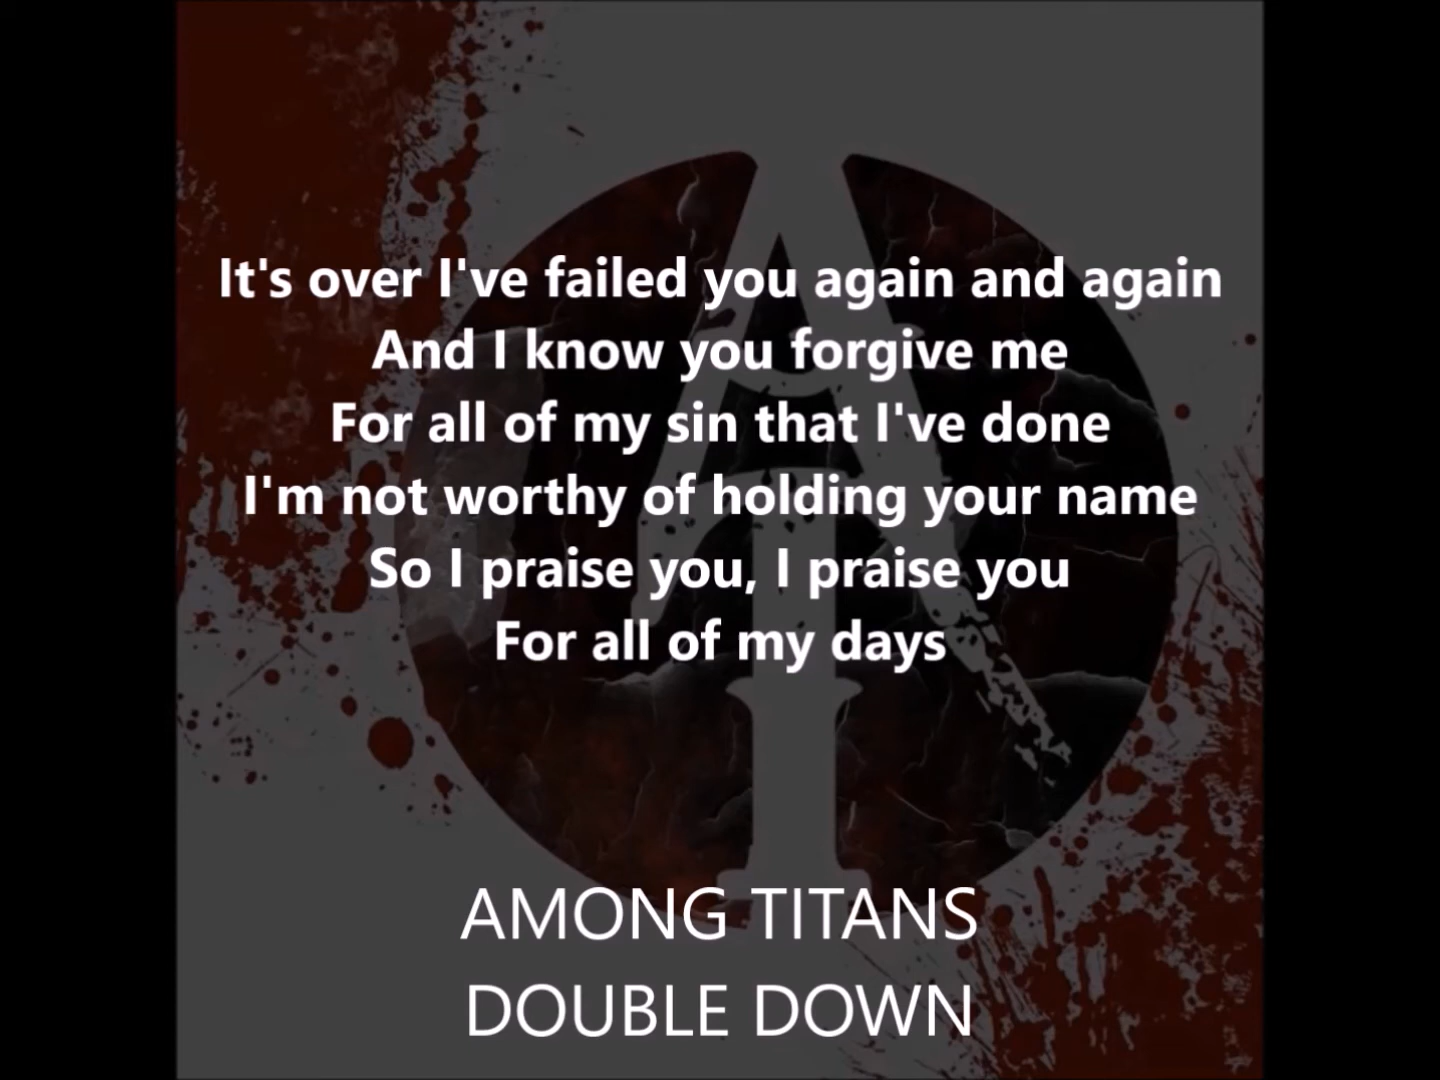 It's over I've failed you again and again
And I know you forgive me
For all of my sin that I've done
I'm not worthy of holding your name
So I praise you, I praise you
For all of my days
AMONG TITANS
DOUBLE DOWN